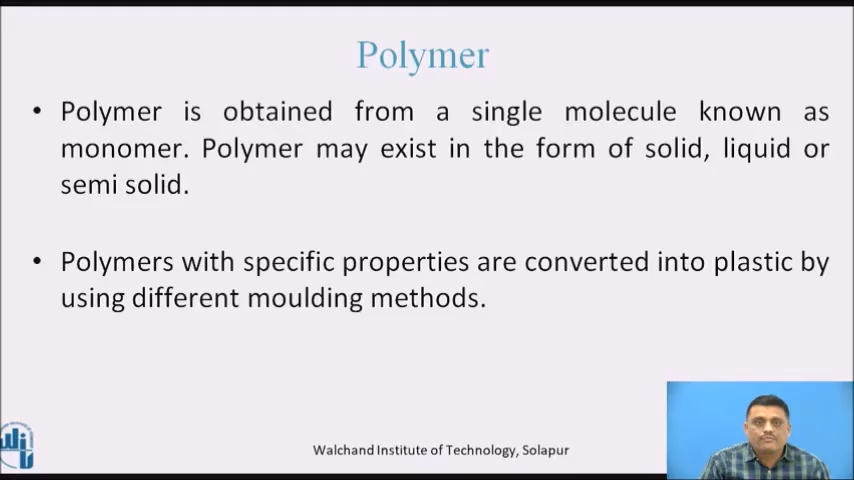 Polymer
• Polymer is obtained from a single molecule known as
monomer. Polymer may exist in the form of solid, liquid or
semi solid.
• Polymers with specific properties are converted into plastic by
using different moulding methods.
Walchand Institute of Technology, Solapur